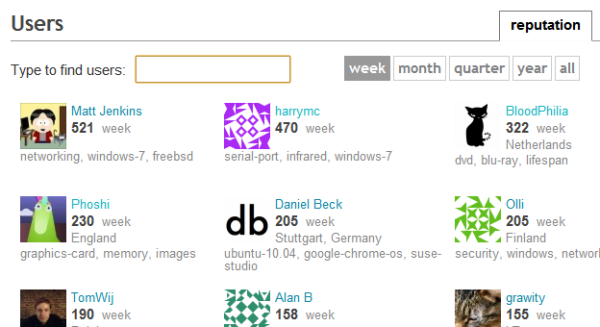 Users
reputation
Type to find users:
week month quarter year all
Matt Jenkins
521 week
networking, windows-7, freebsd
harrymc
470 week
serial-port, infrared, windows-7
BloodPhilia
322 week
Netherlands
dvd, blu-ray, lifespan
Phoshi
230 week
England
graphics-card, memory, images
db
Daniel Beck
205 week
Stuttgart, Germany
ubuntu-10.04, google-chrome-os, suse-
studio
Olli
205 week
Finland
security, windows, networ
TomWij
190 week
Alan B
158 week
grawity
155 week